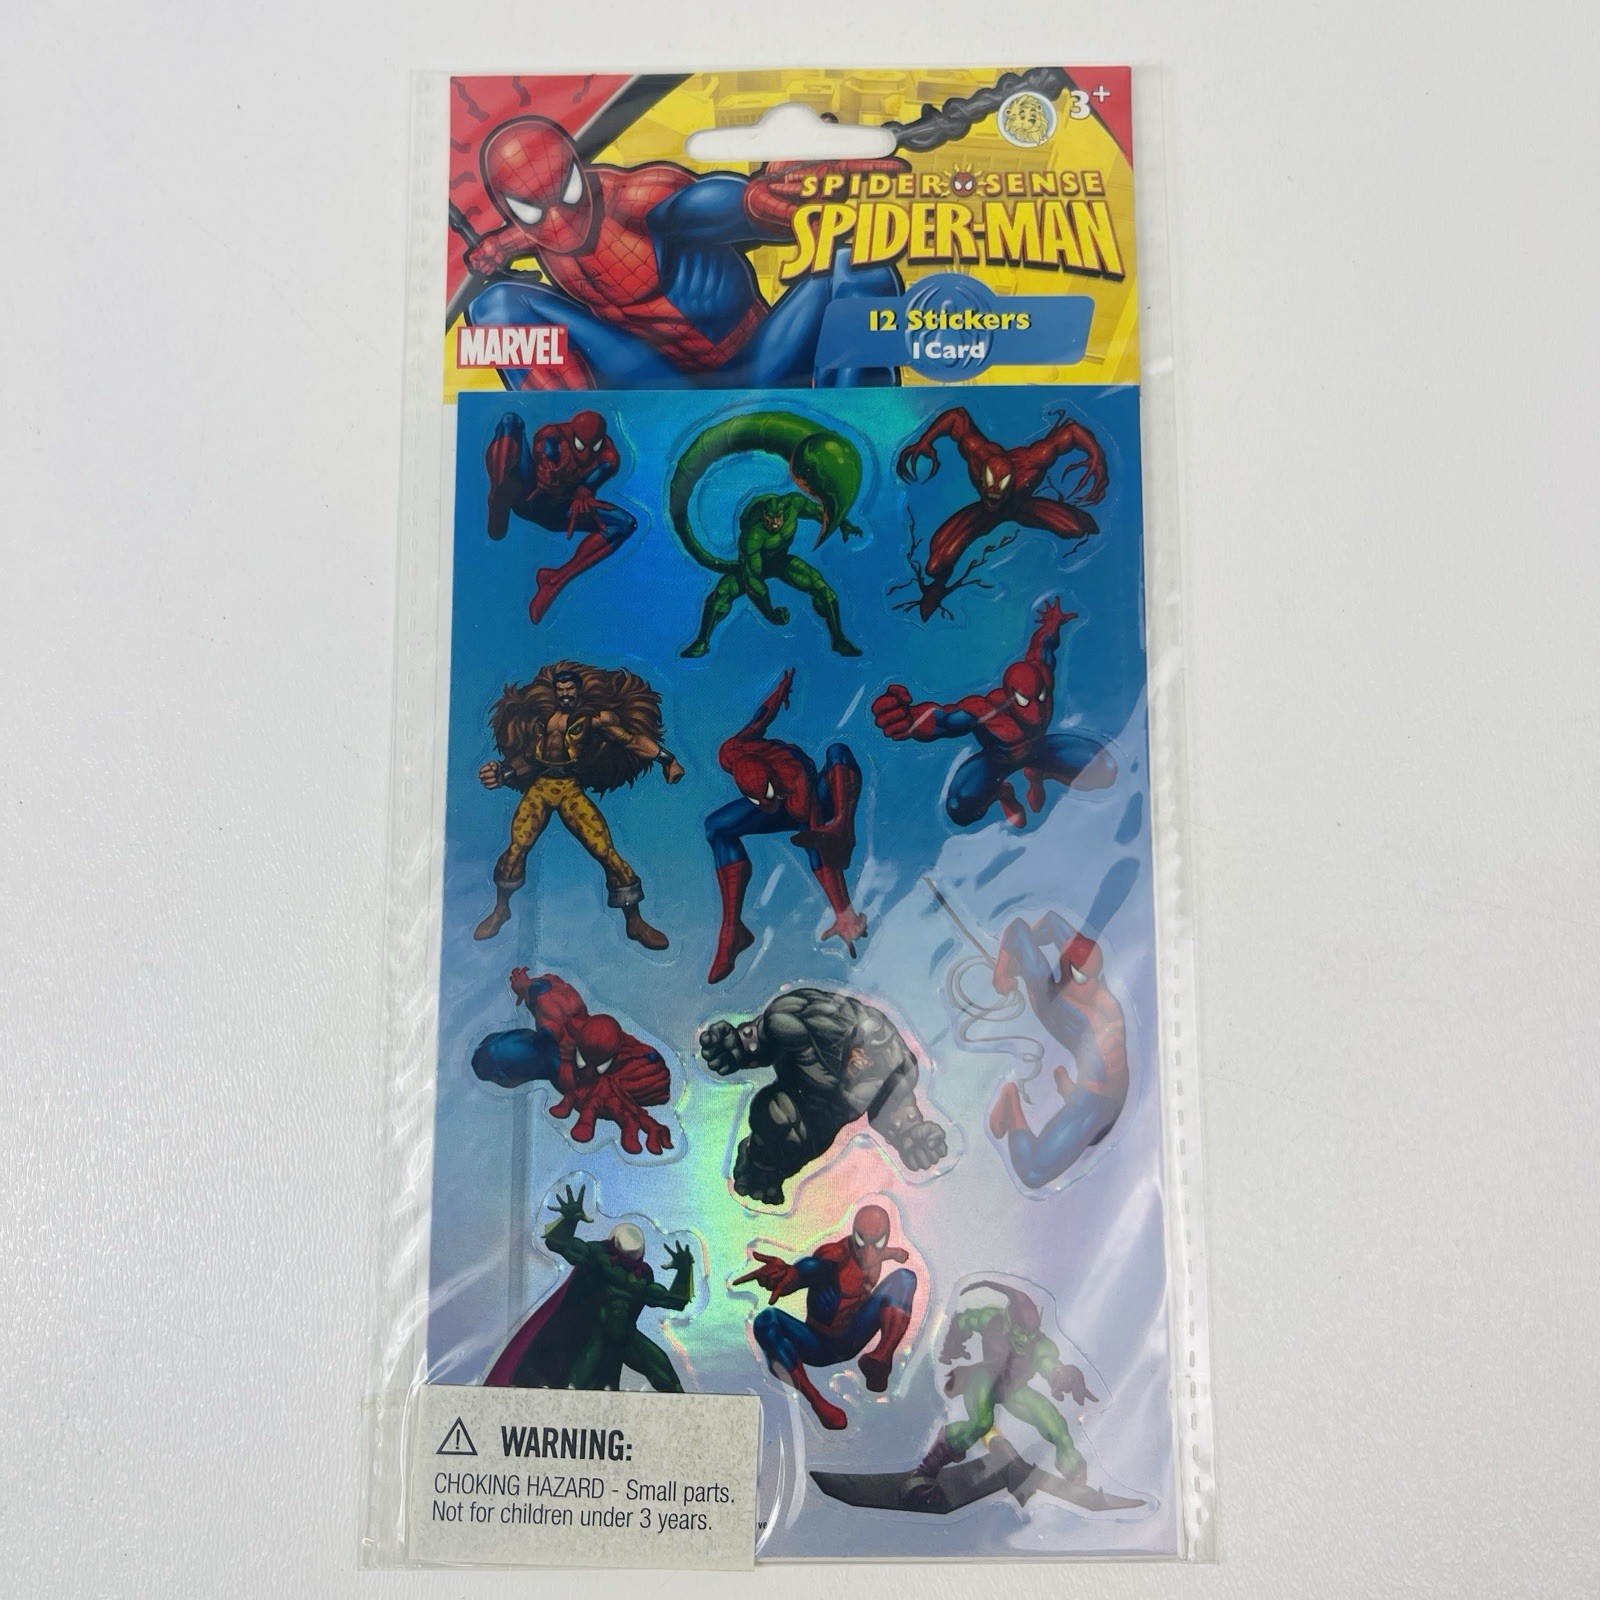 3+
SPIDER SENSE
SPIDER-MAN
12 Stickers
1 Card
MARVEL
WARNING:
CHOKING HAZARD - Small parts.
Not for children under 3 years.